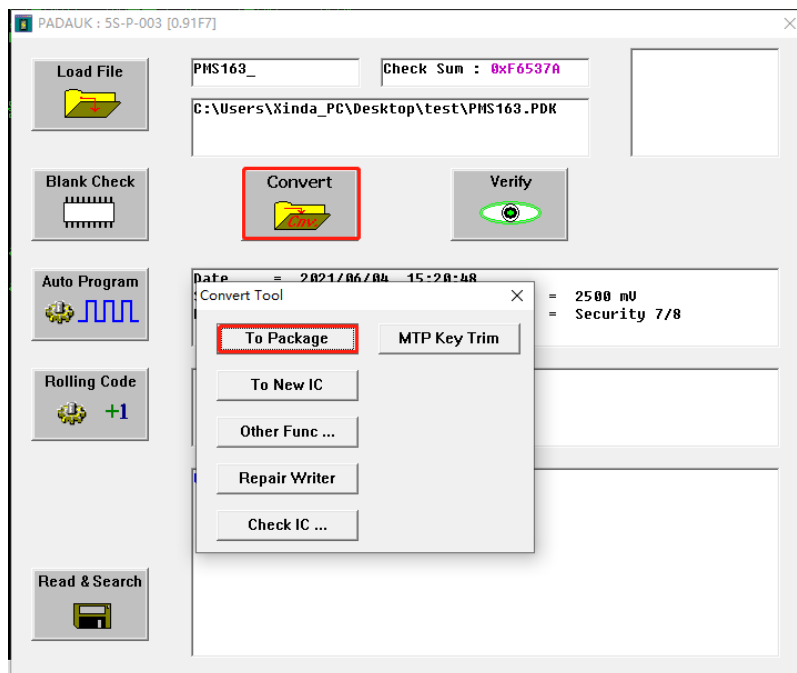 PADAUK : 5S-P-003 [0.91F7]
Load File
PMS163_
Check Sum : 0xF6537A
C:\Users\Xinda_PC\Desktop\test\PMS163.PDK
Blank Check
Convert
Cnv.
Verify
Auto Program
Date = 2021/06/04 15:20:48
= 2500 mV
= Security 7/8
Convert Tool
To Package
MTP Key Trim
To New IC
Other Func ...
Repair Writer
Check IC ...
Rolling Code
+1
Read & Search